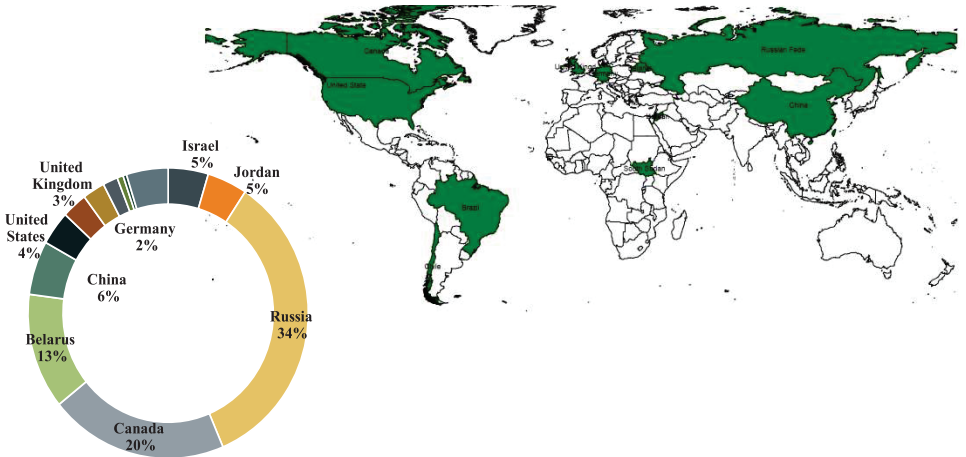 Canada
United State
Russian Fede
China
Brazil
Israel
5%
Jordan
5%
United
Kingdom
3%
United
States
4%
Germany
2%
China
6%
Russia
34%
Belarus
13%
Canada
20%